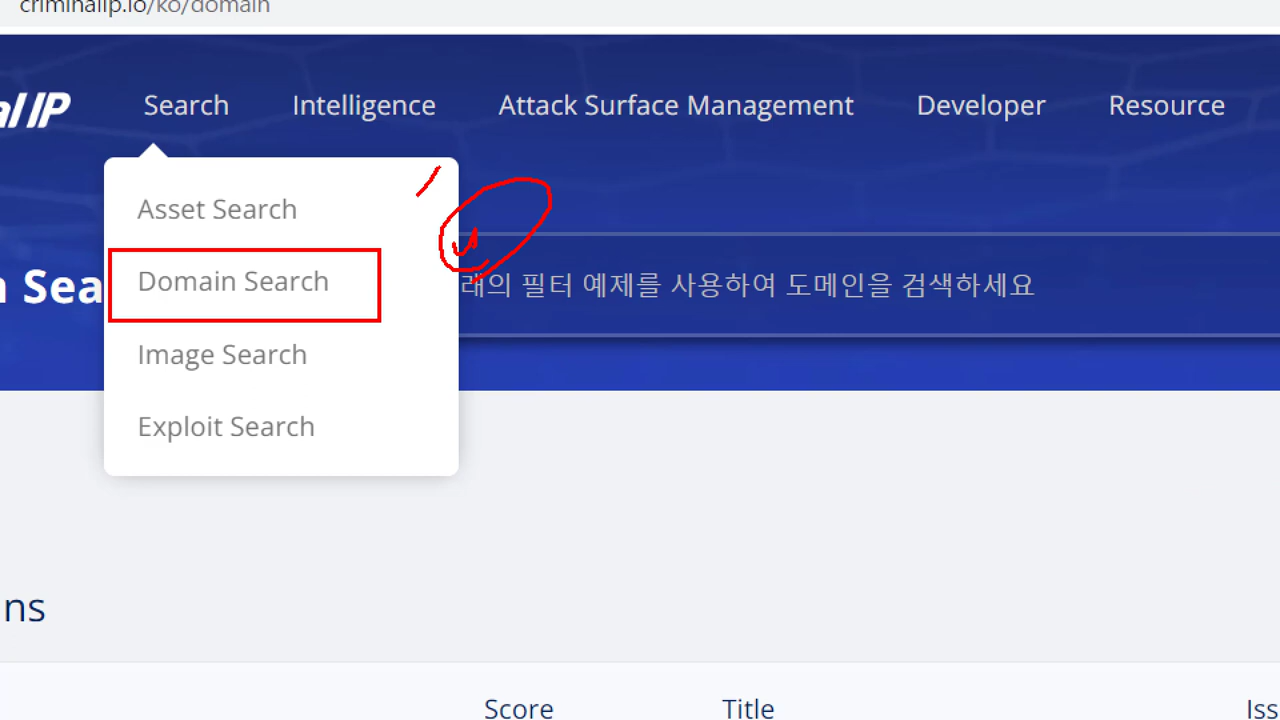 criminalip.io/ko/domain
al IP Search Intelligence Attack Surface Management Developer Resource
Asset Search
Domain Search
Image Search
Exploit Search
n Sea
래의 필터 예제를 사용하여 도메인을 검색하세요
ns
Score Title Iss